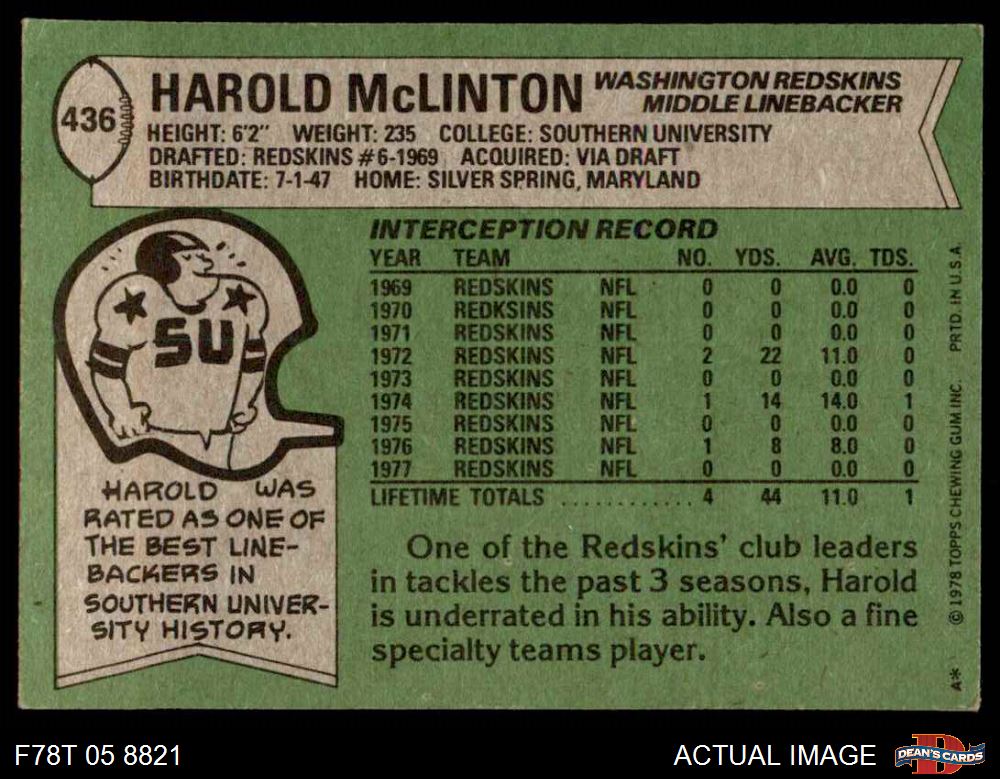 436
HAROLD McLINTON
WASHINGTON REDSKINS
MIDDLE LINEBACKER
HEIGHT: 6'2" WEIGHT: 235 COLLEGE: SOUTHERN UNIVERSITY
DRAFTED: REDSKINS #6-1969 ACQUIRED: VIA DRAFT
BIRTHDATE: 7-1-47 HOME: SILVER SPRING, MARYLAND
SU
HAROLD WAS
RATED AS ONE OF
THE BEST LINE-
BACKERS IN
SOUTHERN UNIVER-
SITY HISTORY.
INTERCEPTION RECORD
YEAR TEAM NO. YDS. AVG. TDS.
1969 REDSKINS NFL 0 0 0.0 0
1970 REDKSINS NFL 0 0 0.0 0
1971 REDSKINS NFL 0 0 0.0 0
1972 REDSKINS NFL 2 22 11.0 0
1973 REDSKINS NFL 0 0 0.0 0
1974 REDSKINS NFL 1 14 14.0 1
1975 REDSKINS NFL 0 0 0.0 0
1976 REDSKINS NFL 1 8 8.0 0
1977 REDSKINS NFL 0 0 0.0 0
LIFETIME TOTALS ............ 4 44 11.0 1
One of the Redskins' club leaders
in tackles the past 3 seasons, Harold
is underrated in his ability. Also a fine
specialty teams player.
A* © 1978 TOPPS CHEWING GUM INC. PRTD. IN U.S.A.
F78T 05 8821
ACTUAL IMAGE
DEAN'S CARDS